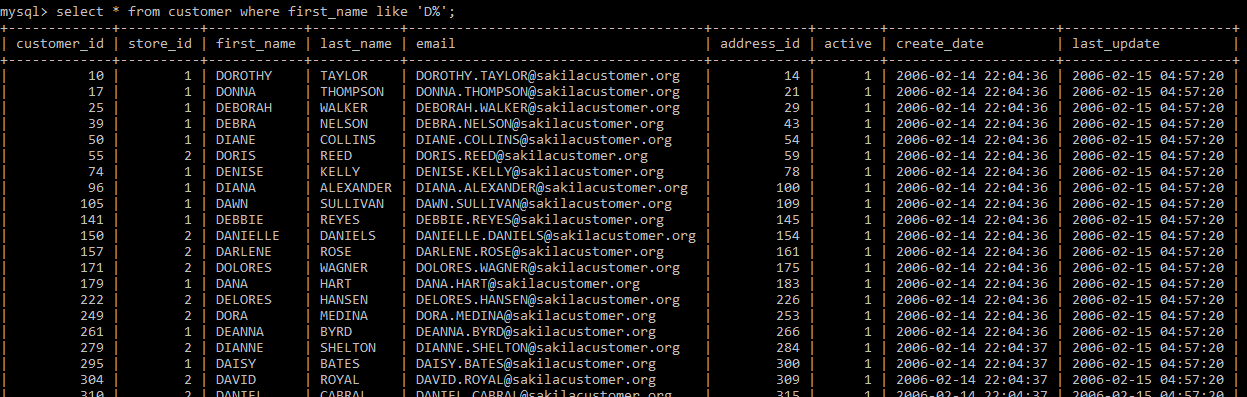 mysql> select * from customer where first_name like 'D%';
+-------------+----------+------------+-----------+------------------------------------+------------+--------+---------------------+---------------------+
| customer_id | store_id | first_name | last_name | email | address_id | active | create_date | last_update |
+-------------+----------+------------+-----------+------------------------------------+------------+--------+---------------------+---------------------+
| 10 | 1 | DOROTHY | TAYLOR | DOROTHY.TAYLOR@sakilacustomer.org | 14 | 1 | 2006-02-14 22:04:36 | 2006-02-15 04:57:20 |
| 17 | 1 | DONNA | THOMPSON | DONNA.THOMPSON@sakilacustomer.org | 21 | 1 | 2006-02-14 22:04:36 | 2006-02-15 04:57:20 |
| 25 | 1 | DEBORAH | WALKER | DEBORAH.WALKER@sakilacustomer.org | 29 | 1 | 2006-02-14 22:04:36 | 2006-02-15 04:57:20 |
| 39 | 1 | DEBRA | NELSON | DEBRA.NELSON@sakilacustomer.org | 43 | 1 | 2006-02-14 22:04:36 | 2006-02-15 04:57:20 |
| 50 | 1 | DIANE | COLLINS | DIANE.COLLINS@sakilacustomer.org | 54 | 1 | 2006-02-14 22:04:36 | 2006-02-15 04:57:20 |
| 55 | 2 | DORIS | REED | DORIS.REED@sakilacustomer.org | 59 | 1 | 2006-02-14 22:04:36 | 2006-02-15 04:57:20 |
| 74 | 1 | DENISE | KELLY | DENISE.KELLY@sakilacustomer.org | 78 | 1 | 2006-02-14 22:04:36 | 2006-02-15 04:57:20 |
| 96 | 1 | DIANA | ALEXANDER | DIANA.ALEXANDER@sakilacustomer.org | 100 | 1 | 2006-02-14 22:04:36 | 2006-02-15 04:57:20 |
| 105 | 1 | DAWN | SULLIVAN | DAWN.SULLIVAN@sakilacustomer.org | 109 | 1 | 2006-02-14 22:04:36 | 2006-02-15 04:57:20 |
| 141 | 1 | DEBBIE | REYES | DEBBIE.REYES@sakilacustomer.org | 145 | 1 | 2006-02-14 22:04:36 | 2006-02-15 04:57:20 |
| 150 | 2 | DANIELLE | DANIELS | DANIELLE.DANIELS@sakilacustomer.org | 154 | 1 | 2006-02-14 22:04:36 | 2006-02-15 04:57:20 |
| 157 | 2 | DARLENE | ROSE | DARLENE.ROSE@sakilacustomer.org | 161 | 1 | 2006-02-14 22:04:36 | 2006-02-15 04:57:20 |
| 171 | 2 | DOLORES | WAGNER | DOLORES.WAGNER@sakilacustomer.org | 175 | 1 | 2006-02-14 22:04:36 | 2006-02-15 04:57:20 |
| 179 | 1 | DANA | HART | DANA.HART@sakilacustomer.org | 183 | 1 | 2006-02-14 22:04:36 | 2006-02-15 04:57:20 |
| 222 | 2 | DELORES | HANSEN | DELORES.HANSEN@sakilacustomer.org | 226 | 1 | 2006-02-14 22:04:36 | 2006-02-15 04:57:20 |
| 249 | 2 | DORA | MEDINA | DORA.MEDINA@sakilacustomer.org | 253 | 1 | 2006-02-14 22:04:36 | 2006-02-15 04:57:20 |
| 261 | 1 | DEANNA | BYRD | DEANNA.BYRD@sakilacustomer.org | 266 | 1 | 2006-02-14 22:04:36 | 2006-02-15 04:57:20 |
| 279 | 2 | DIANNE | SHELTON | DIANNE.SHELTON@sakilacustomer.org | 284 | 1 | 2006-02-14 22:04:37 | 2006-02-15 04:57:20 |
| 295 | 1 | DAISY | BATES | DAISY.BATES@sakilacustomer.org | 300 | 1 | 2006-02-14 22:04:37 | 2006-02-15 04:57:20 |
| 304 | 2 | DAVID | ROYAL | DAVID.ROYAL@sakilacustomer.org | 309 | 1 | 2006-02-14 22:04:37 | 2006-02-15 04:57:20 |
| 310 | 2 | DANIEL | CABRAL | DANIEL.CABRAL@sakilacustomer.org | 315 | 1 | 2006-02-14 22:04:37 | 2006-02-15 04:57:20 |